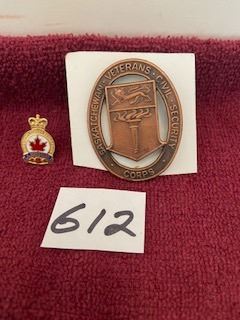 SASKATCHEWAN · VETERANS · CIVIL · SECURITY
CORPS
612